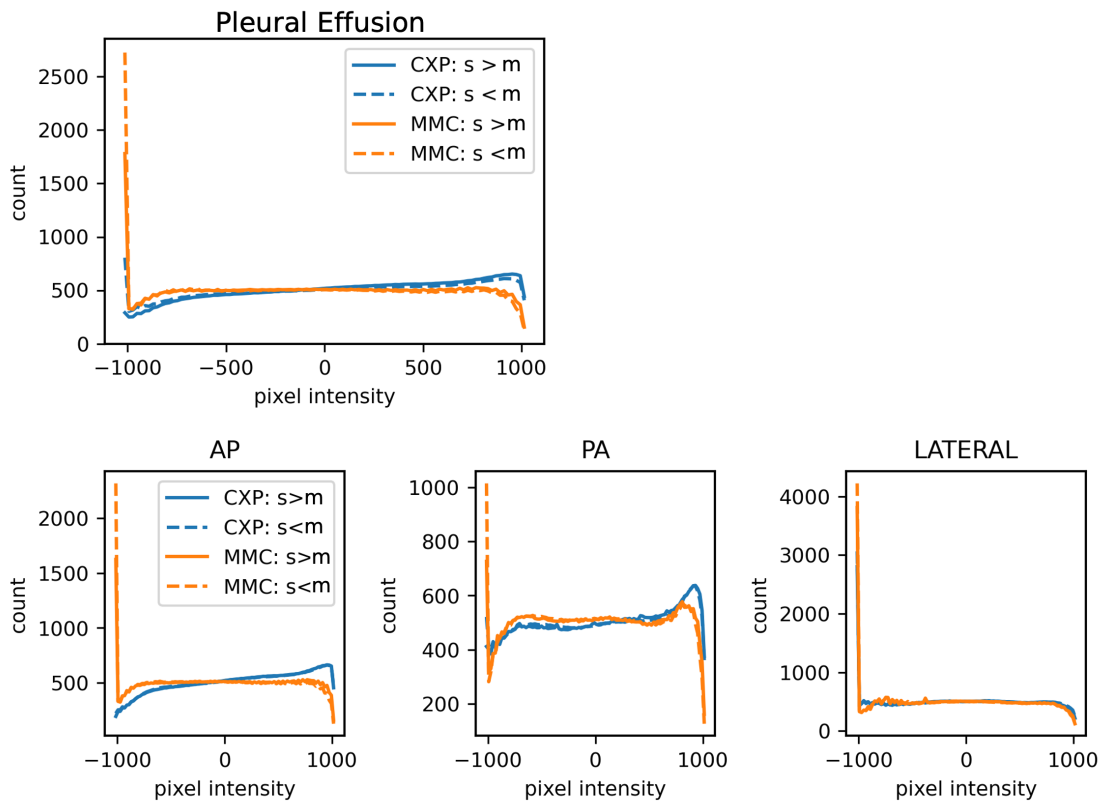 Pleural Effusion
2500
2000
1500
1000
500
0
count
CXP: s > m
CXP: s < m
MMC: s >m
MMC: s <m
−1000 −500 0 500 1000
pixel intensity
AP
2000
1500
1000
500
count
CXP: s>m
CXP: s<m
MMC: s>m
MMC: s<m
−1000 0 1000
pixel intensity
PA
1000
800
600
400
200
count
−1000 0 1000
pixel intensity
LATERAL
4000
3000
2000
1000
0
count
−1000 0 1000
pixel intensity